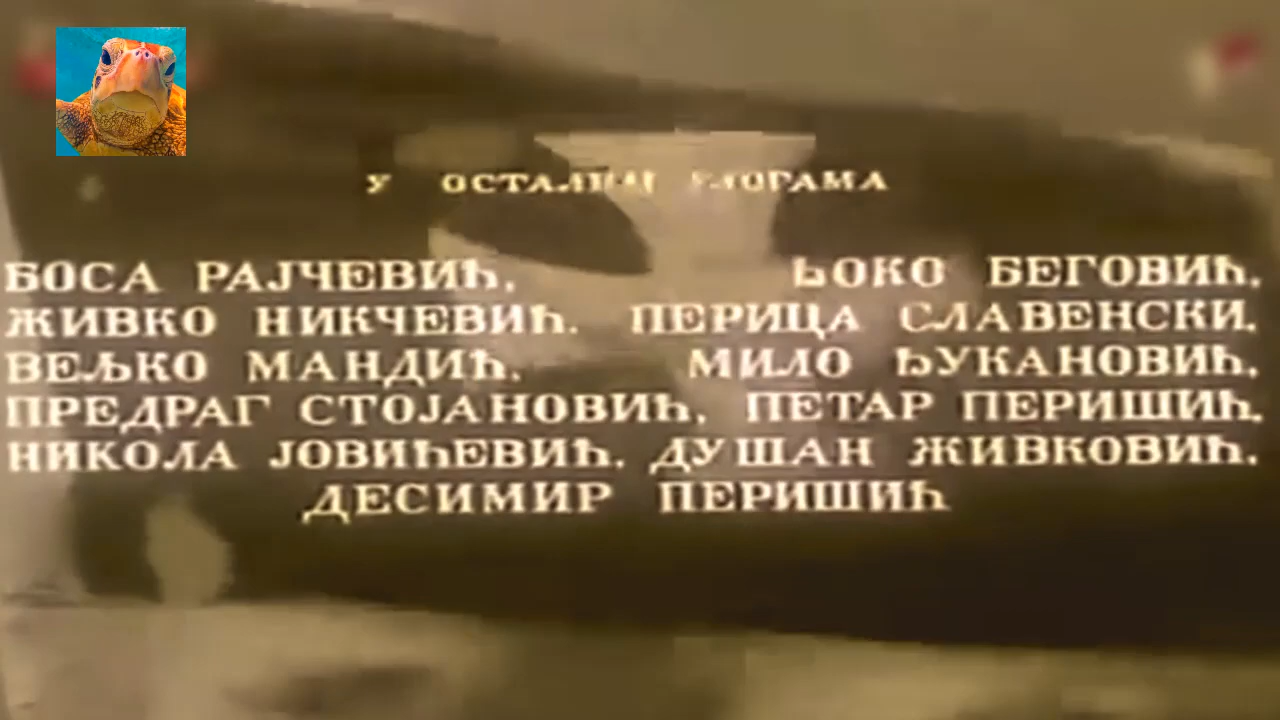 У ОСТАЛИМ УЛОГАМА
БОСА РАЈЧЕВИЋ, ЂОКО БЕГОВИЋ,
ЖИВКО НИКЧЕВИЋ, ПЕРИЦА СЛАВЕНСКИ,
ВЕЉКО МАНДИЋ, МИЛО ЂУКАНОВИЋ,
ПРЕДРАГ СТОЈАНОВИЋ, ПЕТАР ПЕРИШИЋ,
НИКОЛА ЈОВИЋЕВИЋ, ДУШАН ЖИВКОВИЋ,
ДЕСИМИР ПЕРИШИЋ